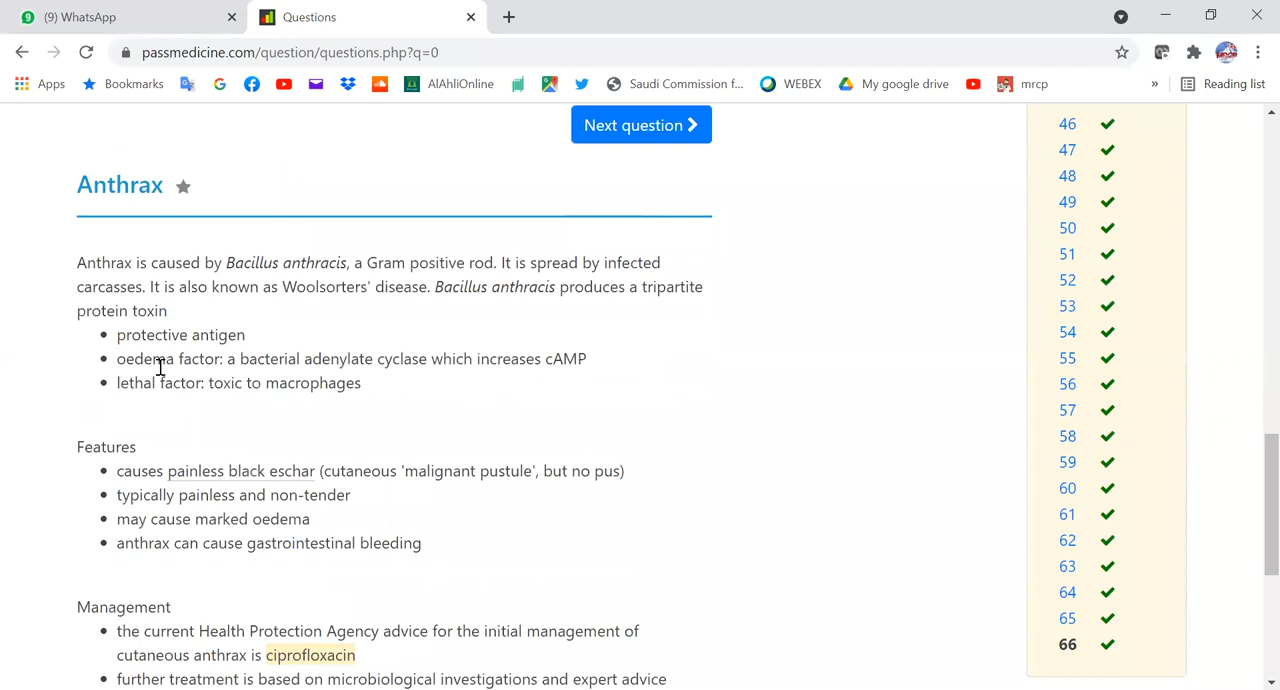 (9) WhatsApp
Questions
passmedicine.com/question/questions.php?q=0
Apps Bookmarks AlAhliOnline Saudi Commission f... WEBEX My google drive mrcp » Reading list
Next question
46
47
48
49
50
51
52
53
54
55
56
57
58
59
60
61
62
63
64
65
66
Anthrax
Anthrax is caused by Bacillus anthracis, a Gram positive rod. It is spread by infected
carcasses. It is also known as Woolsorters' disease. Bacillus anthracis produces a tripartite
protein toxin
protective antigen
oedema factor: a bacterial adenylate cyclase which increases cAMP
lethal factor: toxic to macrophages
Features
causes painless black eschar (cutaneous 'malignant pustule', but no pus)
typically painless and non-tender
may cause marked oedema
anthrax can cause gastrointestinal bleeding
Management
the current Health Protection Agency advice for the initial management of
cutaneous anthrax is ciprofloxacin
further treatment is based on microbiological investigations and expert advice